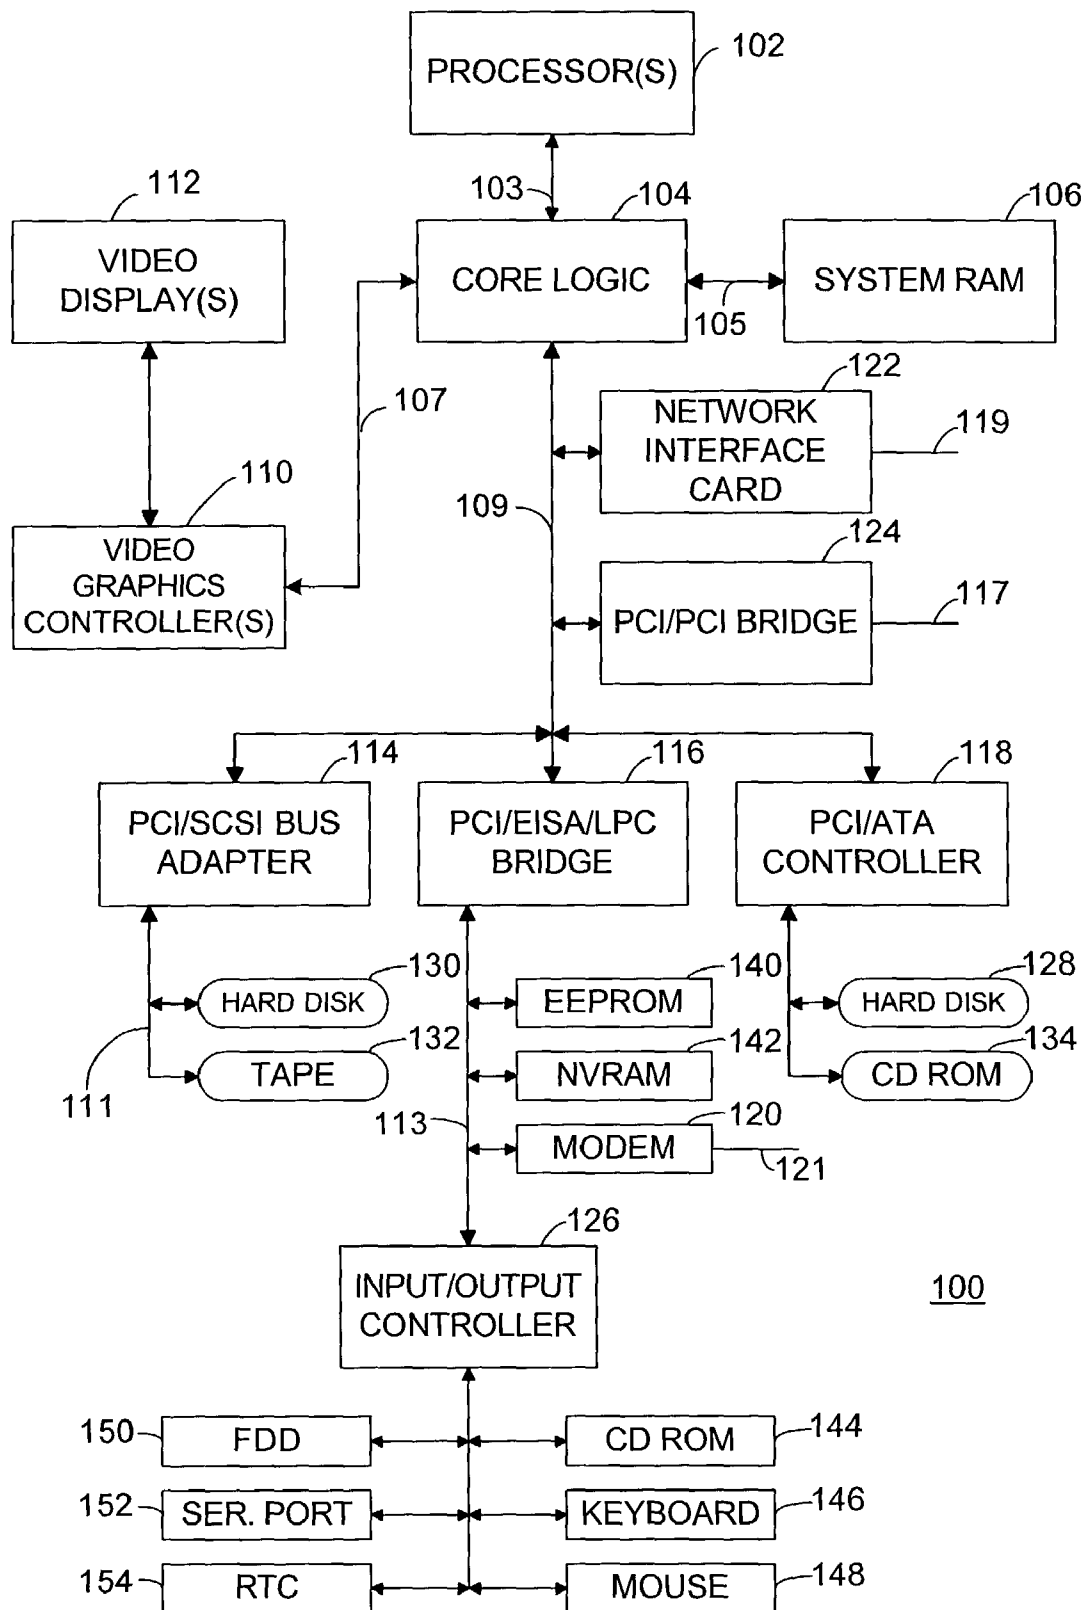 PROCESSOR(S)
102
103
104
112
106
VIDEO
DISPLAY(S)
CORE LOGIC
SYSTEM RAM
105
107
122
NETWORK
INTERFACE
CARD
119
110
109
VIDEO
GRAPHICS
CONTROLLER(S)
124
PCI/PCI BRIDGE
117
114
116
118
PCI/SCSI BUS
ADAPTER
PCI/EISA/LPC
BRIDGE
PCI/ATA
CONTROLLER
130
HARD DISK
140
EEPROM
128
HARD DISK
132
TAPE
142
NVRAM
134
CD ROM
111
113
120
MODEM
121
126
INPUT/OUTPUT
CONTROLLER
100
150
FDD
CD ROM
144
152
SER. PORT
KEYBOARD
146
154
RTC
MOUSE
148